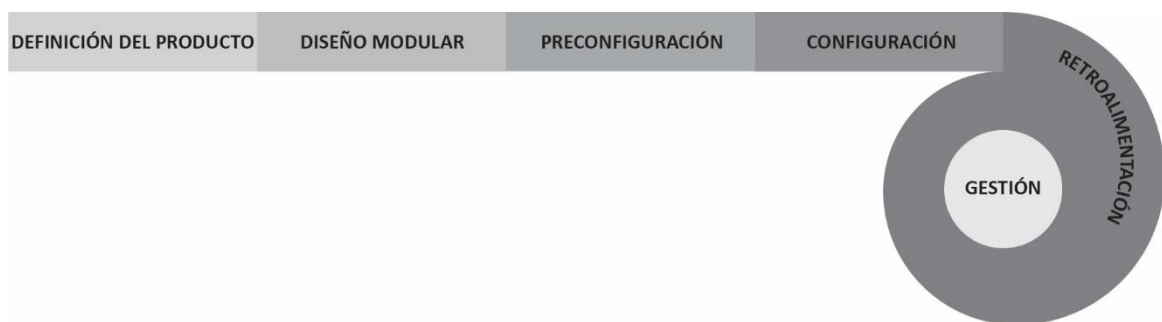 DEFINICIÓN DEL PRODUCTO
DISEÑO MODULAR
PRECONFIGURACIÓN
CONFIGURACIÓN
RETROALIMENTACIÓN
GESTIÓN